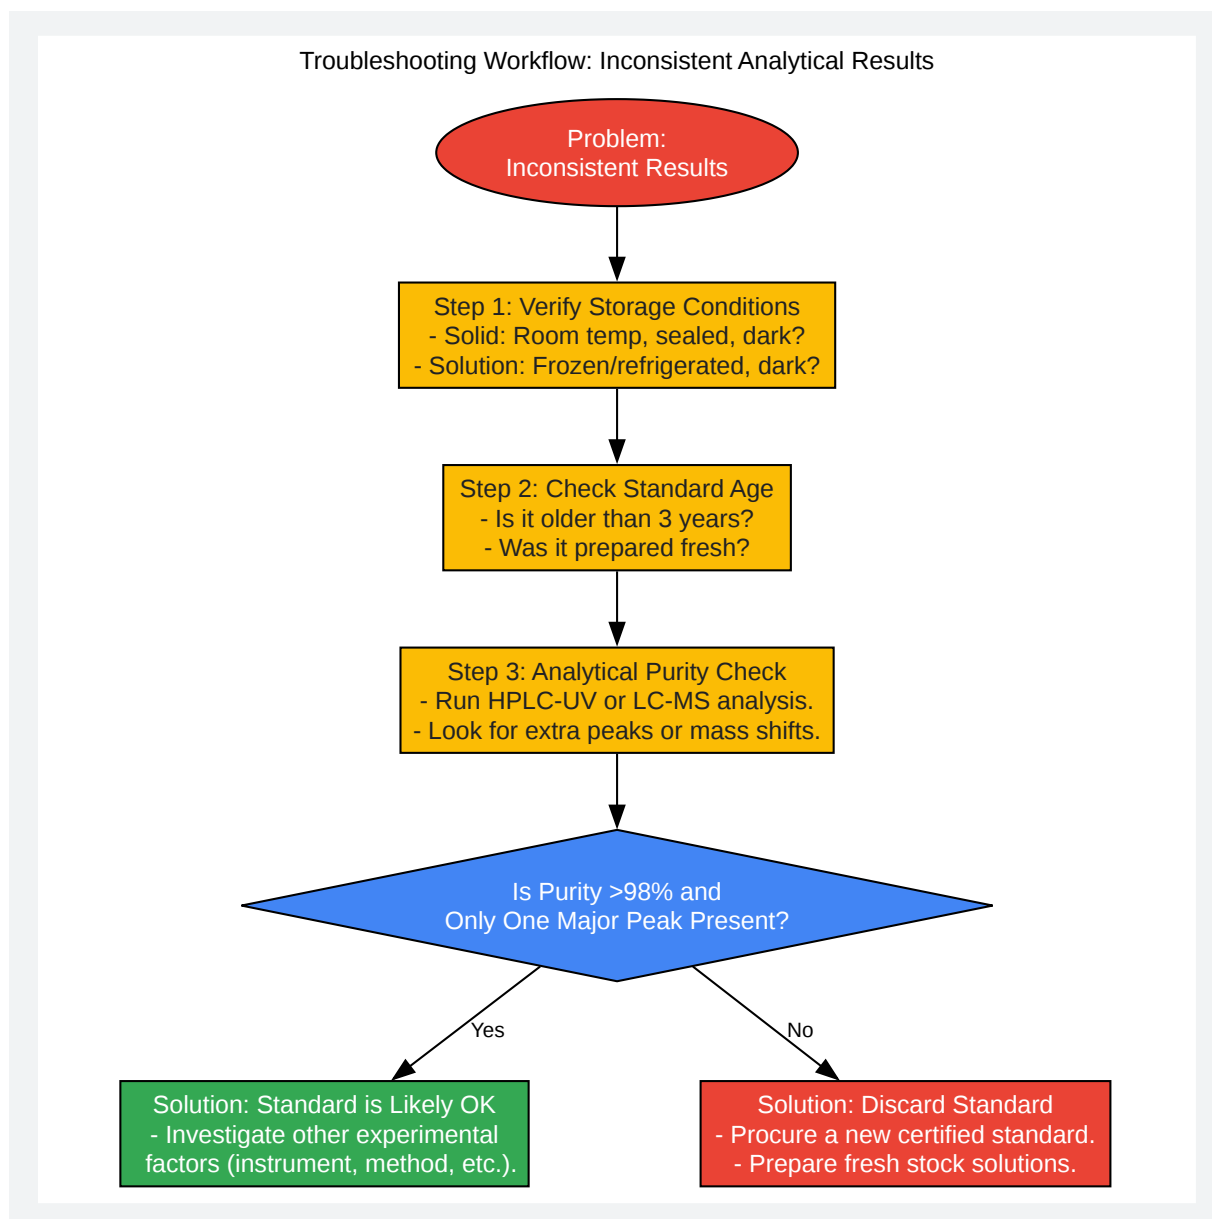 Troubleshooting Workflow: Inconsistent Analytical Results
Problem:
Inconsistent Results
Step 1: Verify Storage Conditions
- Solid: Room temp, sealed, dark?
- Solution: Frozen/refrigerated, dark?
Step 2: Check Standard Age
- Is it older than 3 years?
- Was it prepared fresh?
Step 3: Analytical Purity Check
- Run HPLC-UV or LC-MS analysis.
- Look for extra peaks or mass shifts.
Is Purity >98% and
Only One Major Peak Present?
Yes
No
Solution: Standard is Likely OK
- Investigate other experimental
factors (instrument, method, etc.).
Solution: Discard Standard
- Procure a new certified standard.
- Prepare fresh stock solutions.